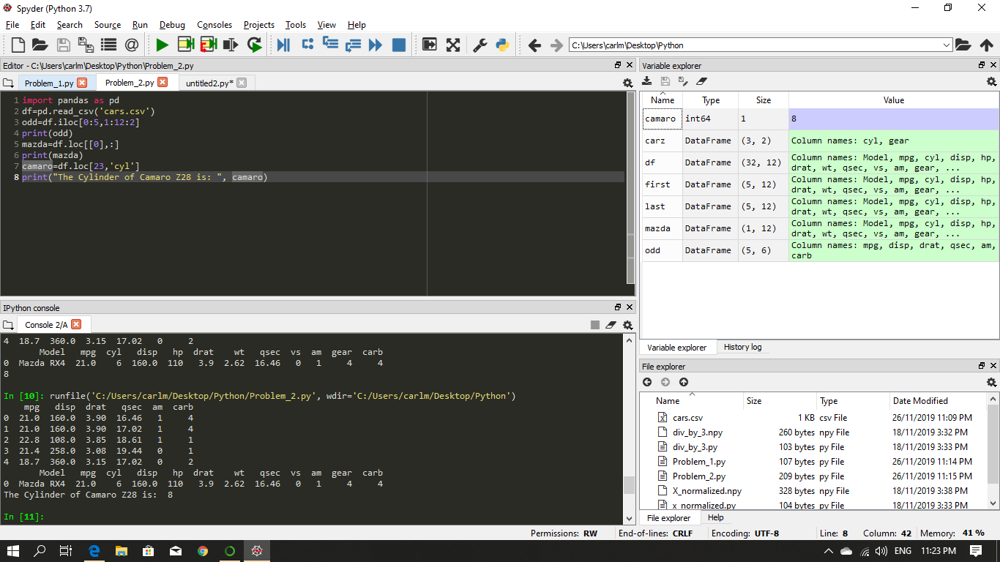 Spyder (Python 3.7)
File Edit Search Source Run Debug Consoles Projects Tools View Help
C:\Users\carlm\Desktop\Python
Editor - C:\Users\carlm\Desktop\Python\Problem_2.py
Problem_1.py Problem_2.py untitled2.py*
1 import pandas as pd
2 df=pd.read_csv('cars.csv')
3 odd=df.iloc[0:5,1:12:2]
4 print(odd)
5 mazda=df.loc[[0],:]
6 print(mazda)
7 camaro=df.loc[23,'cyl']
8 print("The Cylinder of Camaro Z28 is: ", camaro)
IPython console
Console 2/A
4 18.7 360.0 3.15 17.02 0 2
Model mpg cyl disp hp drat wt qsec vs am gear carb
0 Mazda RX4 21.0 6 160.0 110 3.9 2.62 16.46 0 1 4 4
8
In [10]: runfile('C:/Users/carlm/Desktop/Python/Problem_2.py', wdir='C:/Users/carlm/Desktop/Python')
mpg disp drat qsec am carb
0 21.0 160.0 3.90 16.46 1 4
1 21.0 160.0 3.90 17.02 1 4
2 22.8 108.0 3.85 18.61 1 1
3 21.4 258.0 3.08 19.44 0 1
4 18.7 360.0 3.15 17.02 0 2
Model mpg cyl disp hp drat wt qsec vs am gear carb
0 Mazda RX4 21.0 6 160.0 110 3.9 2.62 16.46 0 1 4 4
The Cylinder of Camaro Z28 is:  8
In [11]:
Variable explorer
Name Type Size Value
camaro int64 1 8
carz DataFrame (3, 2) Column names: cyl, gear
df DataFrame (32, 12) Column names: Model, mpg, cyl, disp, hp,
drat, wt, qsec, vs, am, gear, ...
first DataFrame (5, 12) Column names: Model, mpg, cyl, disp, hp,
drat, wt, qsec, vs, am, gear, ...
last DataFrame (5, 12) Column names: Model, mpg, cyl, disp, hp,
drat, wt, qsec, vs, am, gear, ...
mazda DataFrame (1, 12) Column names: Model, mpg, cyl, disp, hp,
drat, wt, qsec, vs, am, gear, ...
odd DataFrame (5, 6) Column names: mpg, disp, drat, qsec, am,
carb
Variable explorer History log
File explorer
Name Size Type Date Modified
cars.csv 1 KB csv File 26/11/2019 11:09 PM
div_by_3.npy 260 bytes npy File 18/11/2019 3:32 PM
div_by_3.py 103 bytes py File 18/11/2019 3:33 PM
Problem_1.py 107 bytes py File 26/11/2019 11:14 PM
Problem_2.py 209 bytes py File 26/11/2019 11:15 PM
X_normalized.npy 328 bytes npy File 18/11/2019 3:38 PM
x_normalized.py 104 bytes py File 18/11/2019 3:33 PM
File explorer Help
Permissions: RW End-of-lines: CRLF Encoding: UTF-8 Line: 8 Column: 42 Memory: 41 %
ENG 11:23 PM